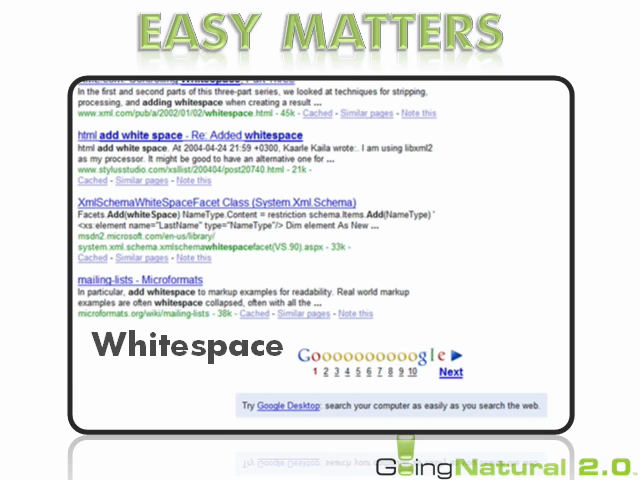 EASY MATTERS
In the first and second parts of this three-part series, we looked at techniques for stripping,
processing, and adding whitespace when creating a result ...
www.xml.com/pub/a/2002/01/02/whitespace.html - 45k - Cached - Similar pages - Note this
html add white space - Re: Added whitespace
html add white space. At 2004-04-24 21:59 +0300, Kaarle Kaila wrote:. I am using libxml2
as my processor. It might be good to have an alternative one for ...
www.stylusstudio.com/xsllist/200404/post20740.html - 21k -
Cached - Similar pages - Note this
XmlSchemaWhiteSpaceFacet Class (System.Xml.Schema)
Facets.Add(whiteSpace) NameType.Content = restriction schema.Items.Add(NameType) '
<xs:element name="LastName" type="NameType"/> Dim element As New ...
msdn2.microsoft.com/en-us/library/
system.xml.schema.xmlschemawhitespacefacet(VS.90).aspx - 33k -
Cached - Similar pages - Note this
mailing-lists - Microformats
In particular, add whitespace to markup examples for readability. Real world markup
examples are often whitespace collapsed, often with all the ...
microformats.org/wiki/mailing-lists - 38k - Cached - Similar pages - Note this
Whitespace
Goooooooooogle
1 2 3 4 5 6 7 8 9 10 Next
Try Google Desktop: search your computer as easily as you search the web.
GoingNatural 2.0